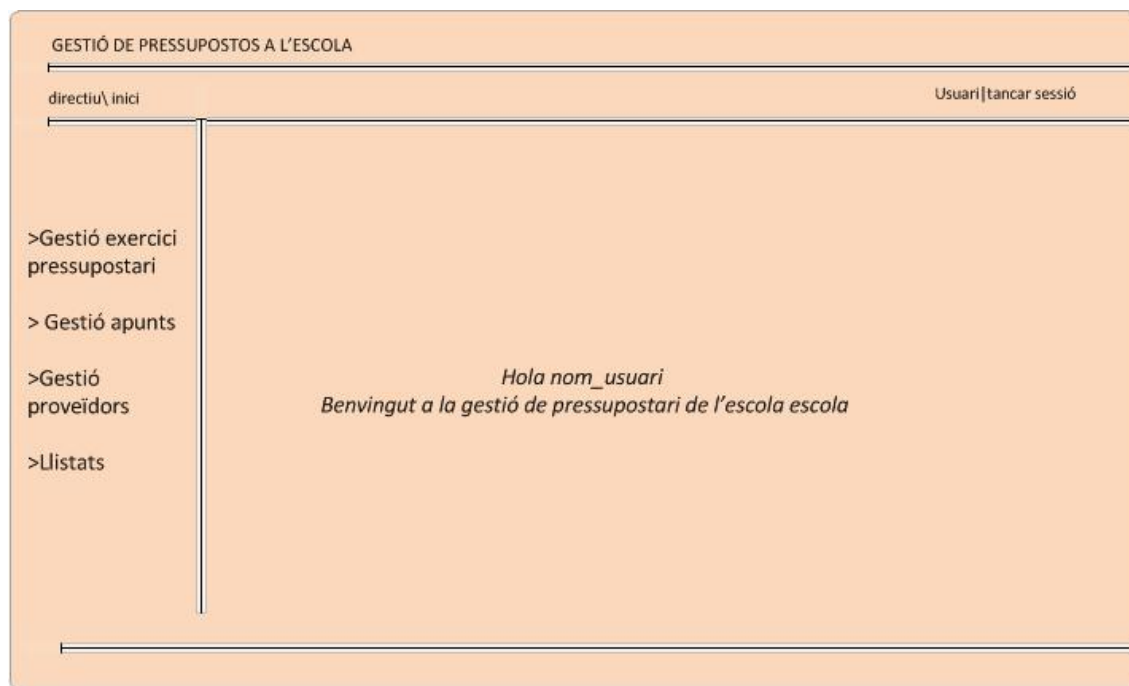 GESTIÓ DE PRESSUPOSTOS A L'ESCOLA
directiu\ inici
Usuari|tancar sessió
>Gestió exercici
pressupostari
> Gestió apunts
>Gestió
proveïdors
>Llistats
Hola nom_usuari
Benvingut a la gestió de pressupostari de l'escola escola